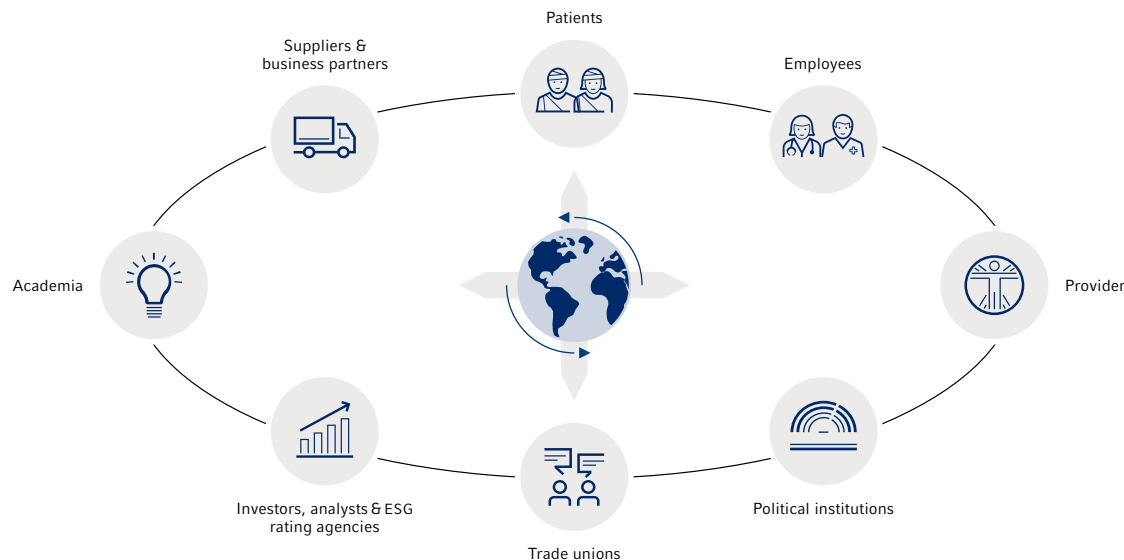 Patients
Suppliers &
business partners
Employees
Academia
Provider
Investors, analysts & ESG
rating agencies
Political institutions
Trade unions